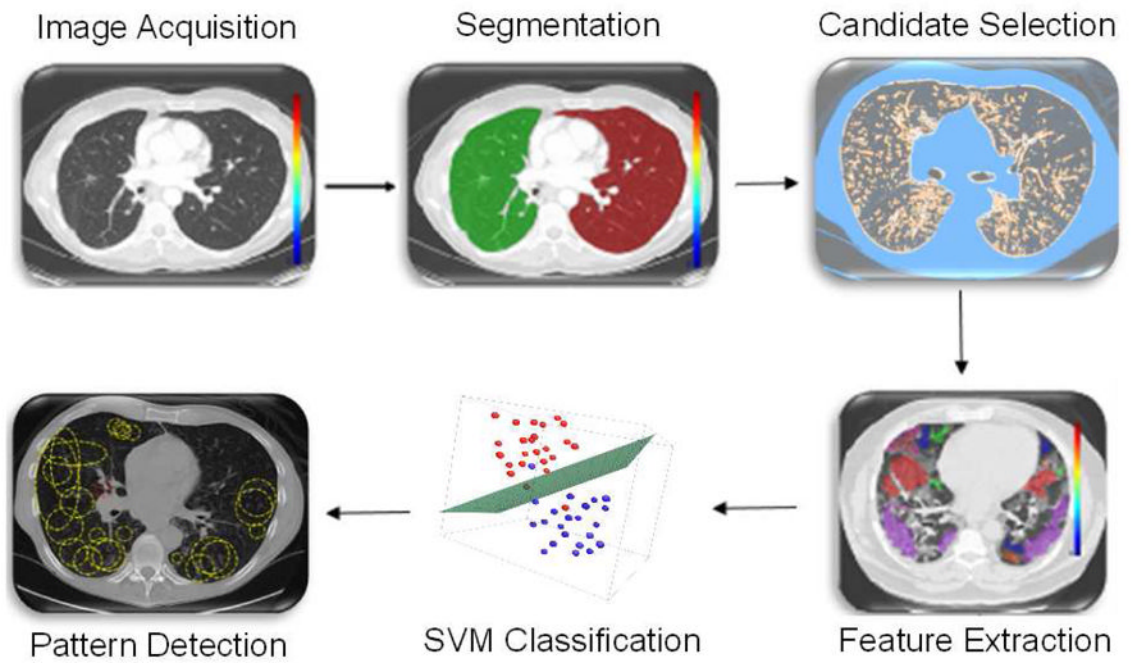 Image Acquisition
Segmentation
Candidate Selection
Pattern Detection
SVM Classification
Feature Extraction